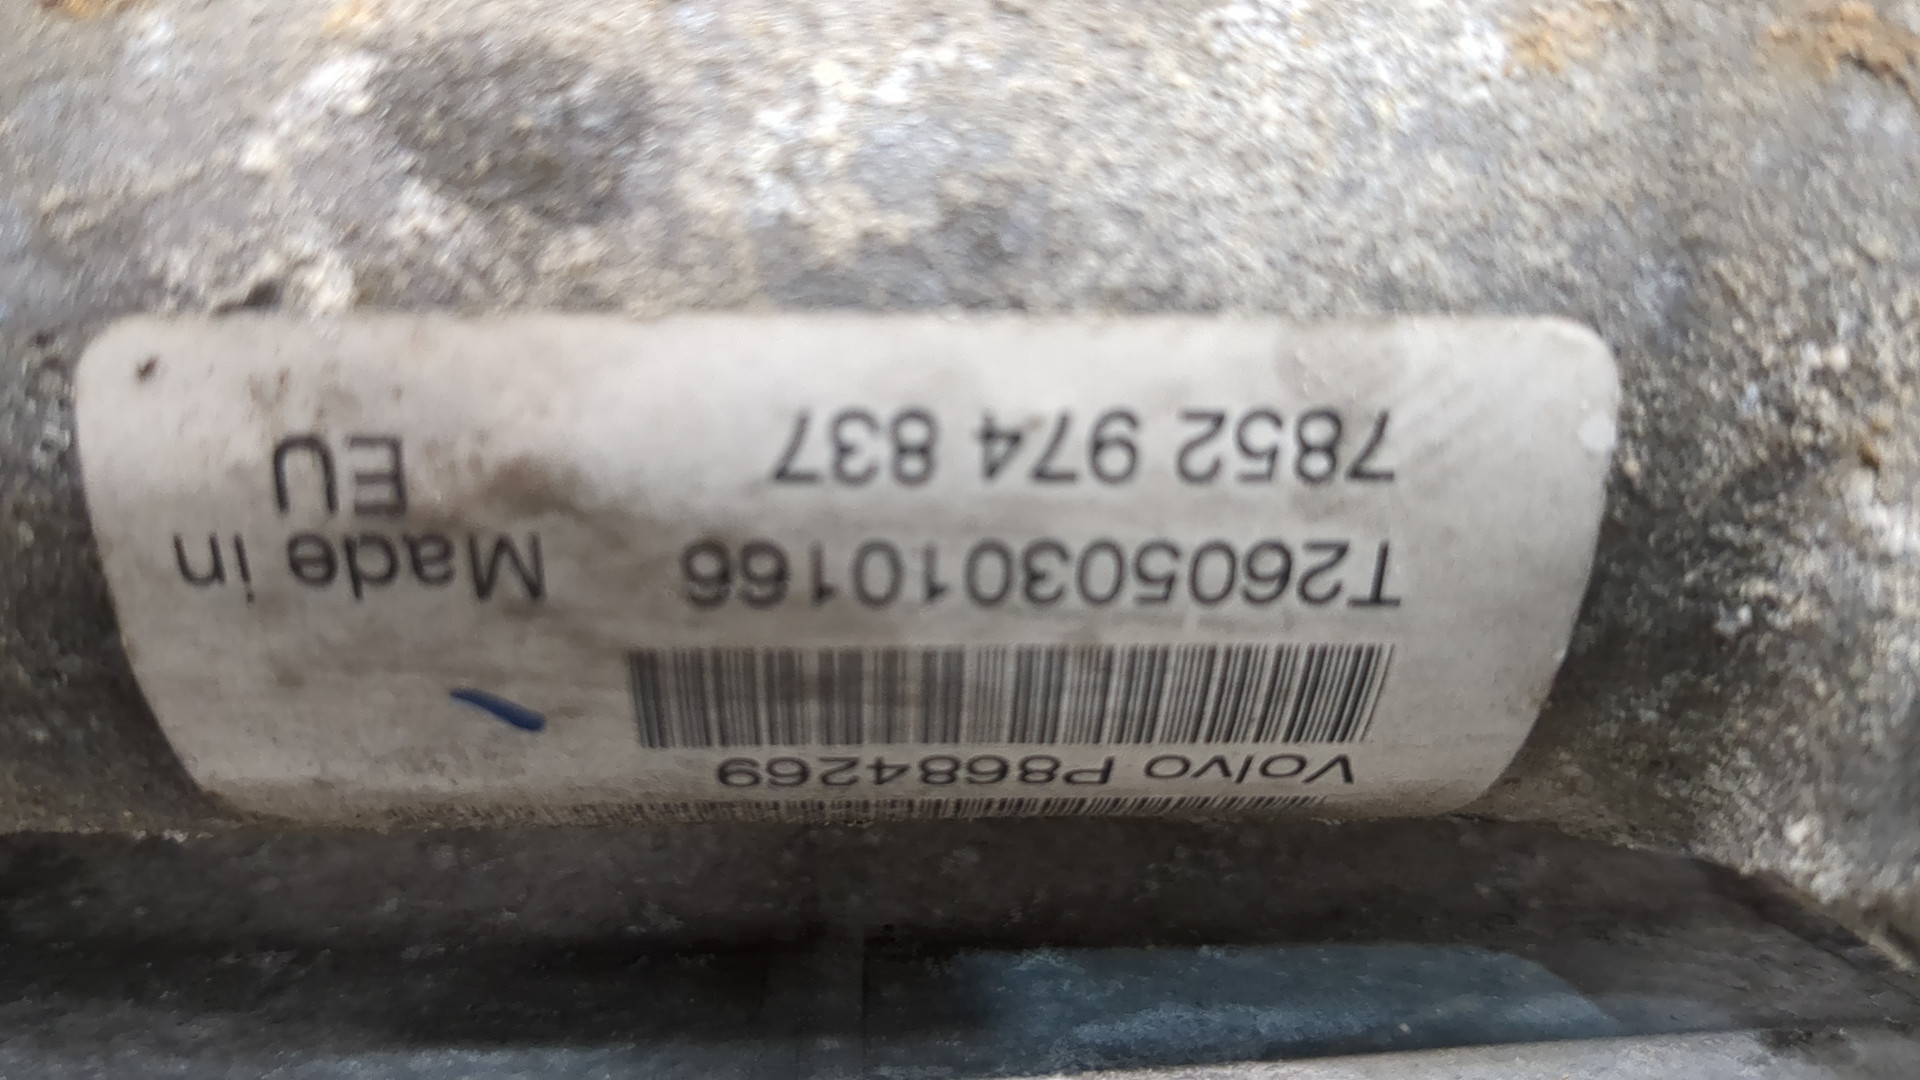 Volvo P8684269
T260503010166
Made in
7852 974 837
EU